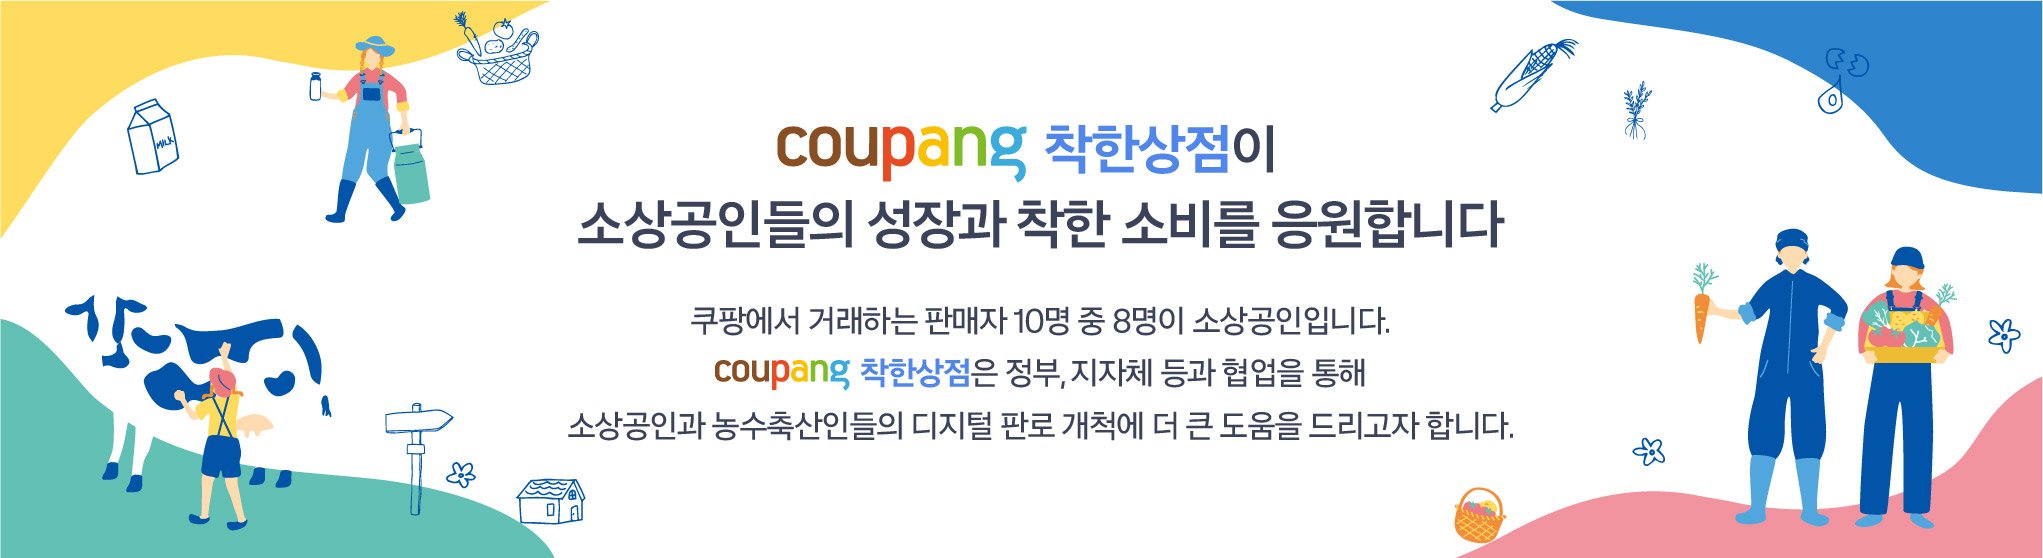 MILK
coupang 착한상점이
소상공인들의 성장과 착한 소비를 응원합니다
쿠팡에서 거래하는 판매자 10명 중 8명이 소상공인입니다.
coupang 착한상점은 정부, 지자체 등과 협업을 통해
소상공인과 농수축산인들의 디지털 판로 개척에 더 큰 도움을 드리고자 합니다.